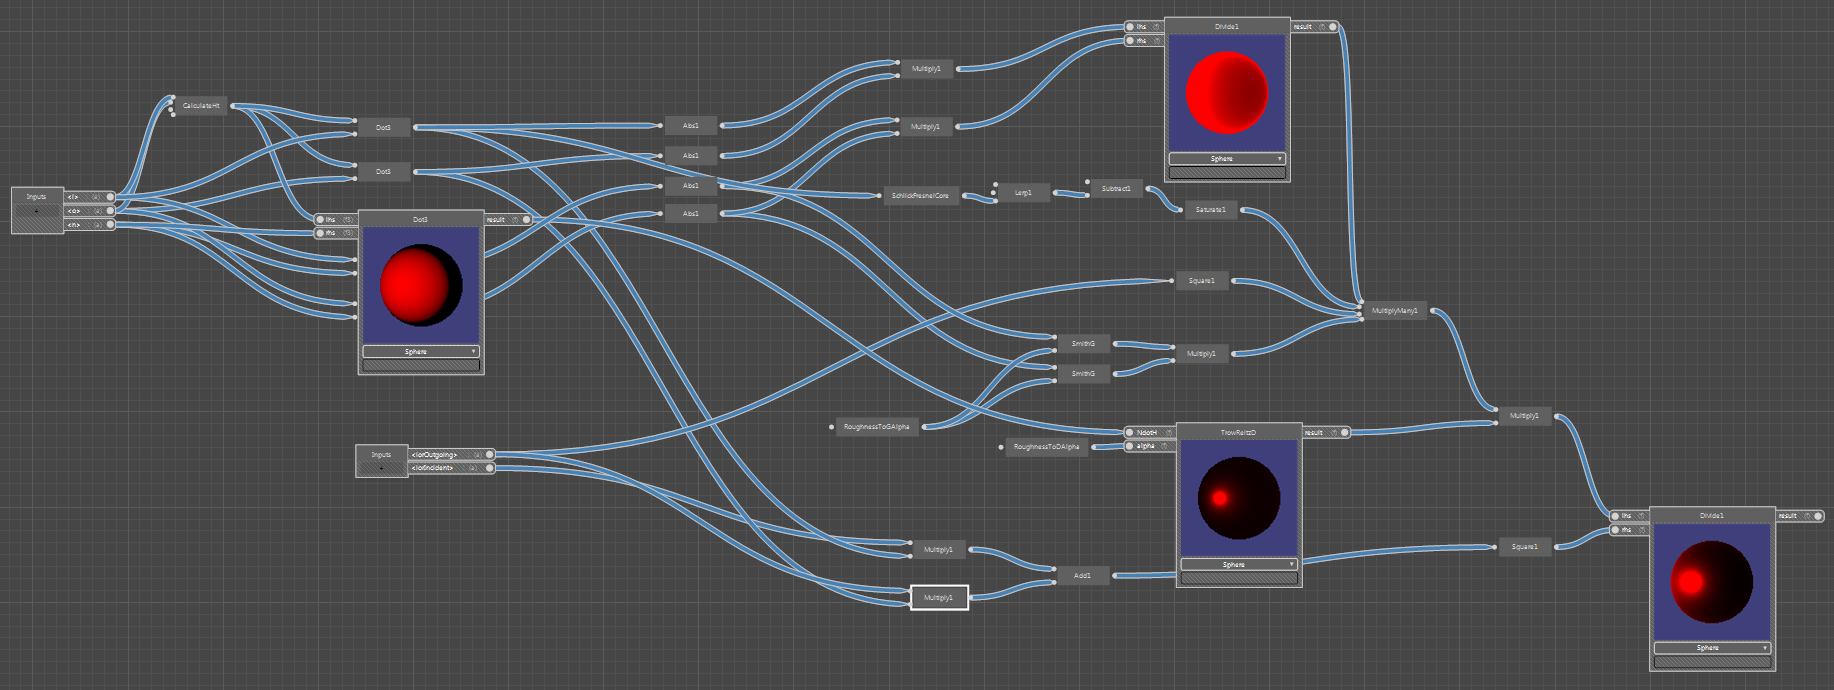 Divide1
lhs
result
rhs
Multiply1
CalculateHt
Dot3
Abs1
Multiply1
Abs1
Sphere
Dot3
Abs1
Inputs
<i>
SchlickFresnelCore
Lerp1
Subtract1
<o>
Abs1
Saturate1
<n>
lhs
Dot3
result
rhs
Square1
MultiplyMany1
SmithG
Multiply1
Sphere
SmithG
Multiply1
RoughnessToGAlpha
NdotH
TrowReitzD
result
RoughnessToDAlpha
alpha
Inputs
<iorOutgoing>
<iorIncident>
lhs
Divide1
result
rhs
Multiply1
Square1
Sphere
Add1
Multiply1
Sphere